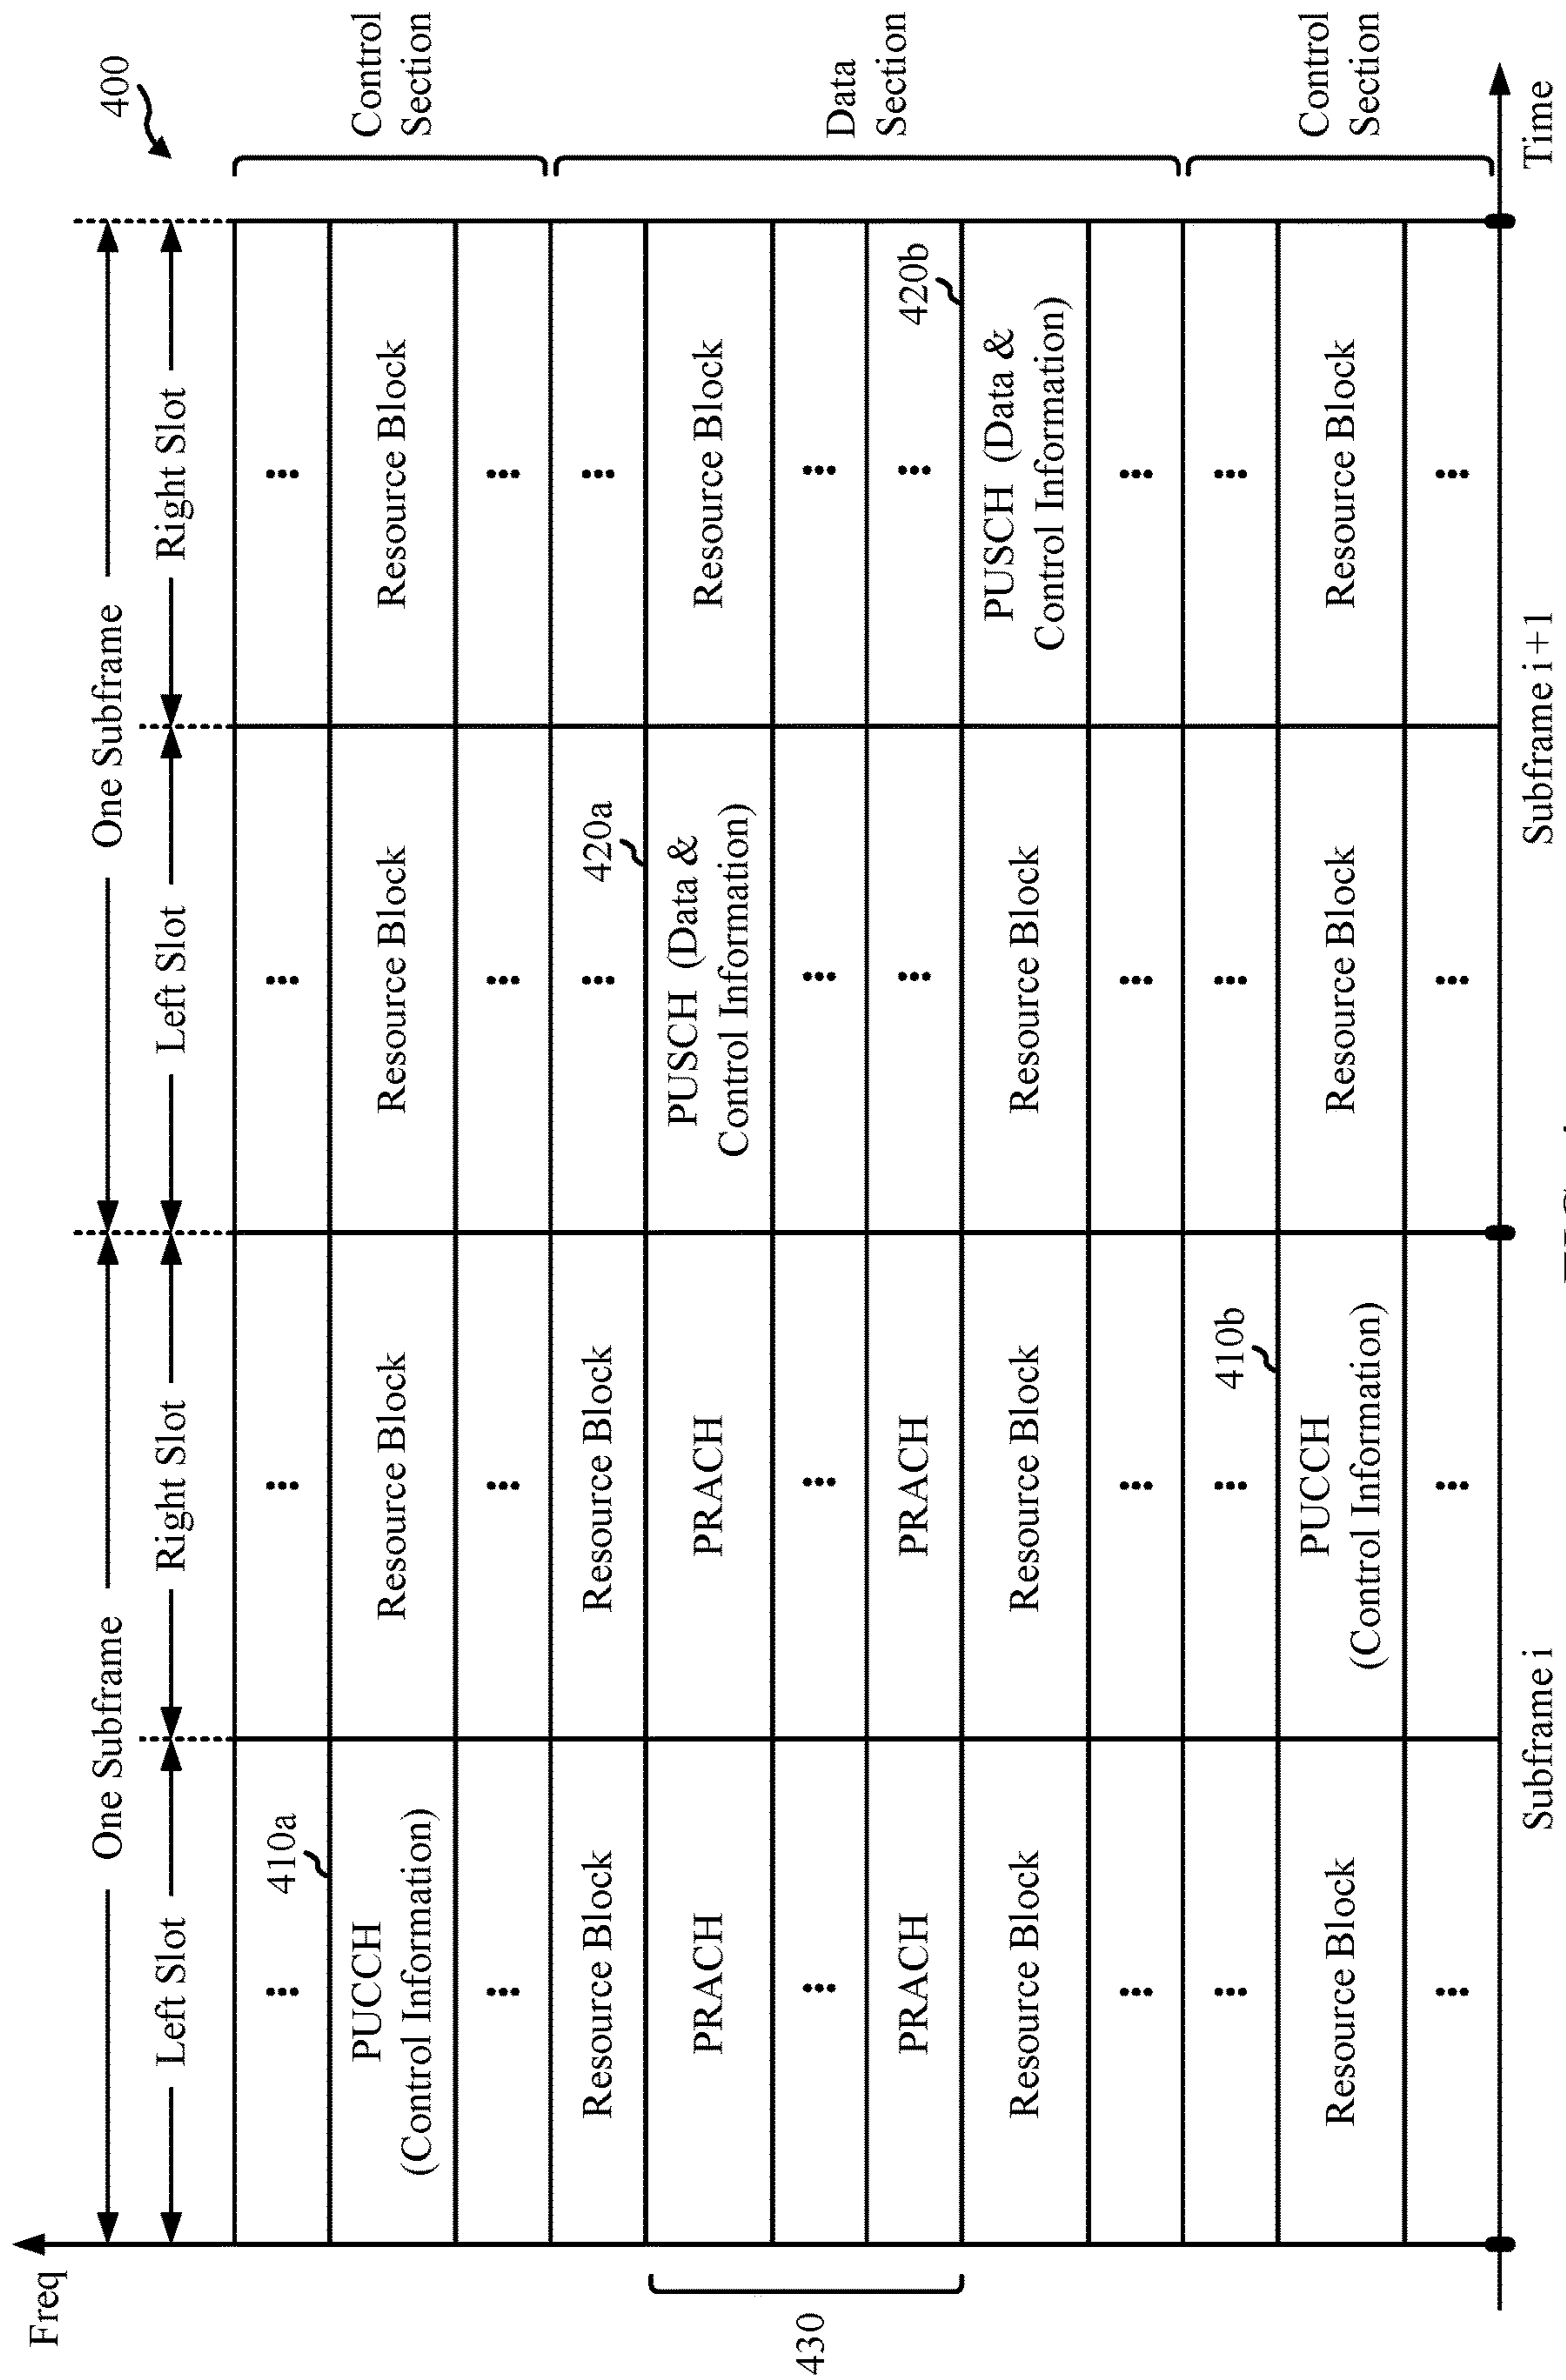 Freq
One Subframe
One Subframe
400
Left Slot
Right Slot
Left Slot
Right Slot
410a
PUCCH
(Control Information)
Resource Block
Resource Block
Resource Block
Control
Section
Resource Block
Resource Block
420a
430
PRACH
PRACH
PUSCH (Data &
Control Information)
Resource Block
Data
Section
PRACH
PRACH
420b
Resource Block
Resource Block
Resource Block
PUSCH (Data &
Control Information)
410b
Resource Block
PUCCH
(Control Information)
Resource Block
Resource Block
Control
Section
Subframe i
Subframe i+1
Time